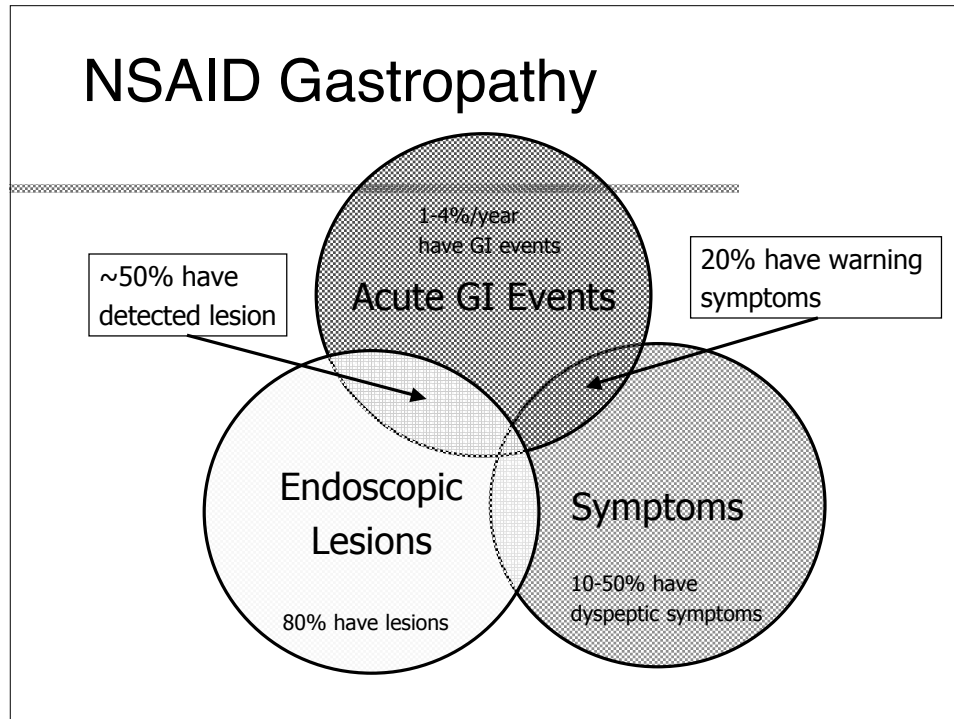 NSAID Gastropathy
1-4%/year
have GI events
Acute GI Events
~50% have
detected lesion
20% have warning
symptoms
Endoscopic
Lesions
80% have lesions
Symptoms
10-50% have
dyspeptic symptoms